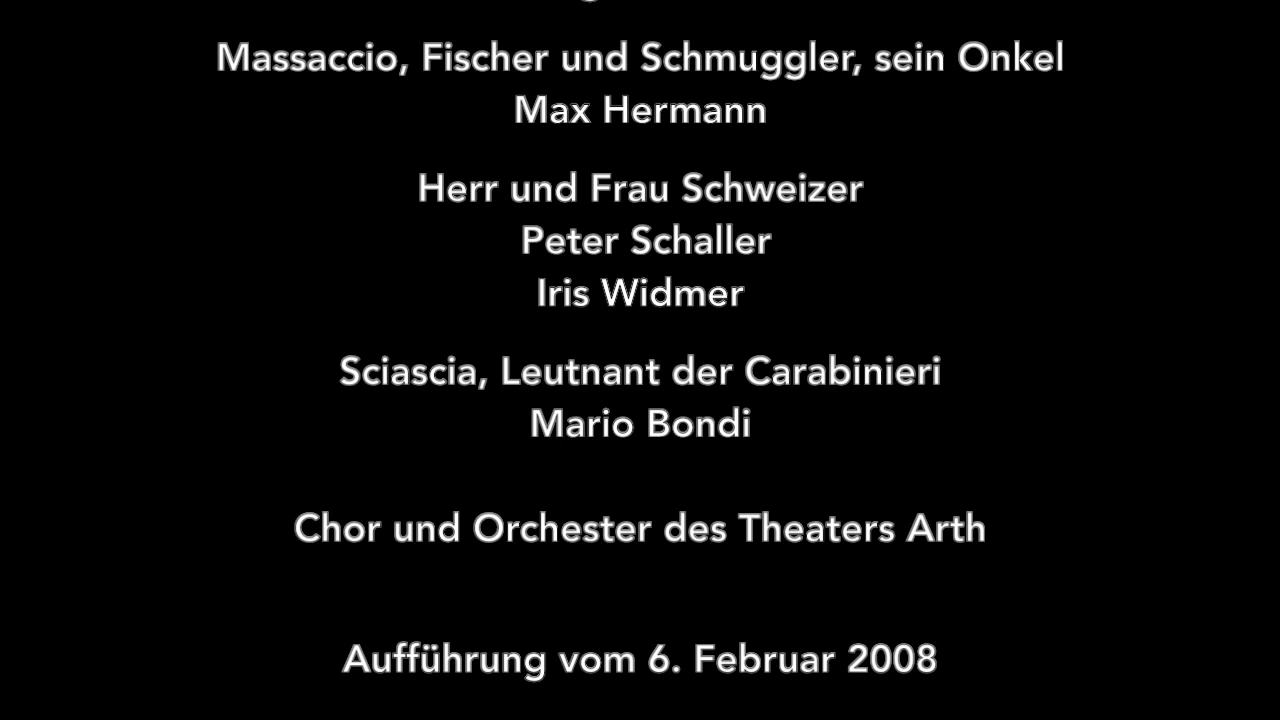 Massaccio, Fischer und Schmuggler, sein Onkel
Max Hermann
Herr und Frau Schweizer
Peter Schaller
Iris Widmer
Sciascia, Leutnant der Carabinieri
Mario Bondi
Chor und Orchester des Theaters Arth
Aufführung vom 6. Februar 2008